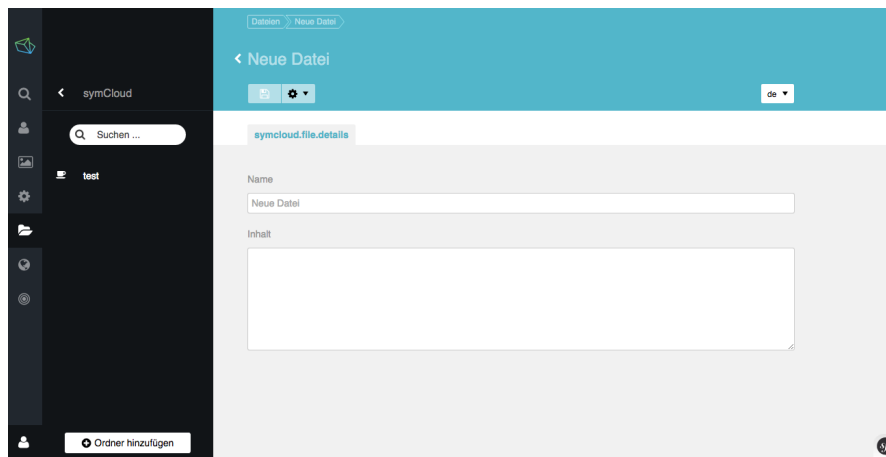 Dateien Neue Datei
Neue Datei
symCloud
de
Suchen ...
symcloud.file.details
test
Name
Neue Datei
Inhalt
Ordner hinzufügen